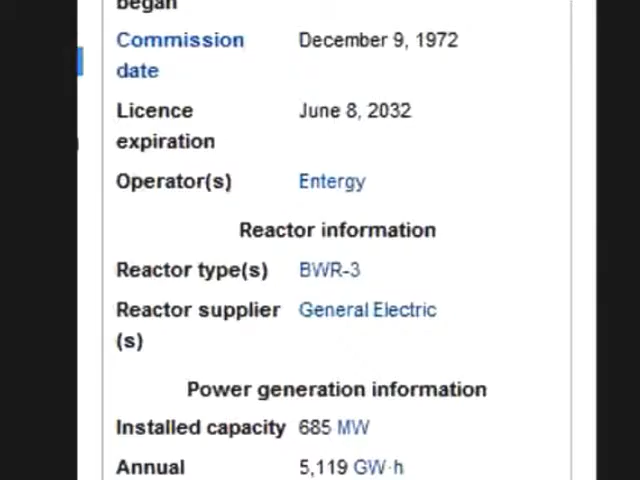 began
Commission December 9, 1972
date
Licence June 8, 2032
expiration
Operator(s) Entergy
Reactor information
Reactor type(s) BWR-3
Reactor supplier General Electric
(s)
Power generation information
Installed capacity 685 MW
Annual 5,119 GW·h